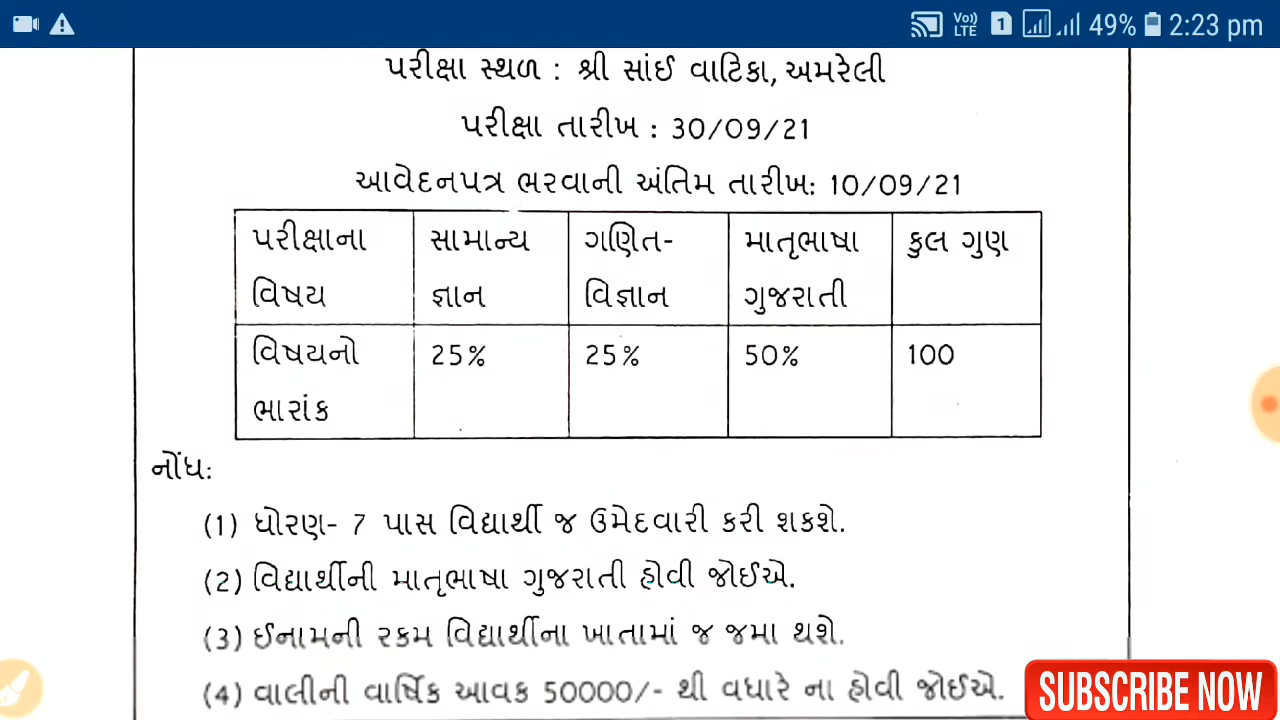 Vo)) LTE 1 49% 2:23 pm
પરીક્ષા સ્થળ : શ્રી સાંઈ વાટિકા, અમરેલી
પરીક્ષા તારીખ : 30/09/21
આવેદનપત્ર ભરવાની અંતિમ તારીખ: 10/09/21
પરીક્ષાના વિષય સામાન્ય જ્ઞાન ગણિત-વિજ્ઞાન માતૃભાષા ગુજરાતી કુલ ગુણ
વિષયનો ભારાંક 25% 25% 50% 100
નોંધ:
(1) ધોરણ- 7 પાસ વિદ્યાર્થી જ ઉમેદવારી કરી શકશે.
(2) વિદ્યાર્થીની માતૃભાષા ગુજરાતી હોવી જોઈએ.
(3) ઈનામની રકમ વિદ્યાર્થીના ખાતામાં જ જમા થશે.
(4) વાલીની વાર્ષિક આવક 50000/- થી વધારે ના હોવી જોઈએ.
SUBSCRIBE NOW